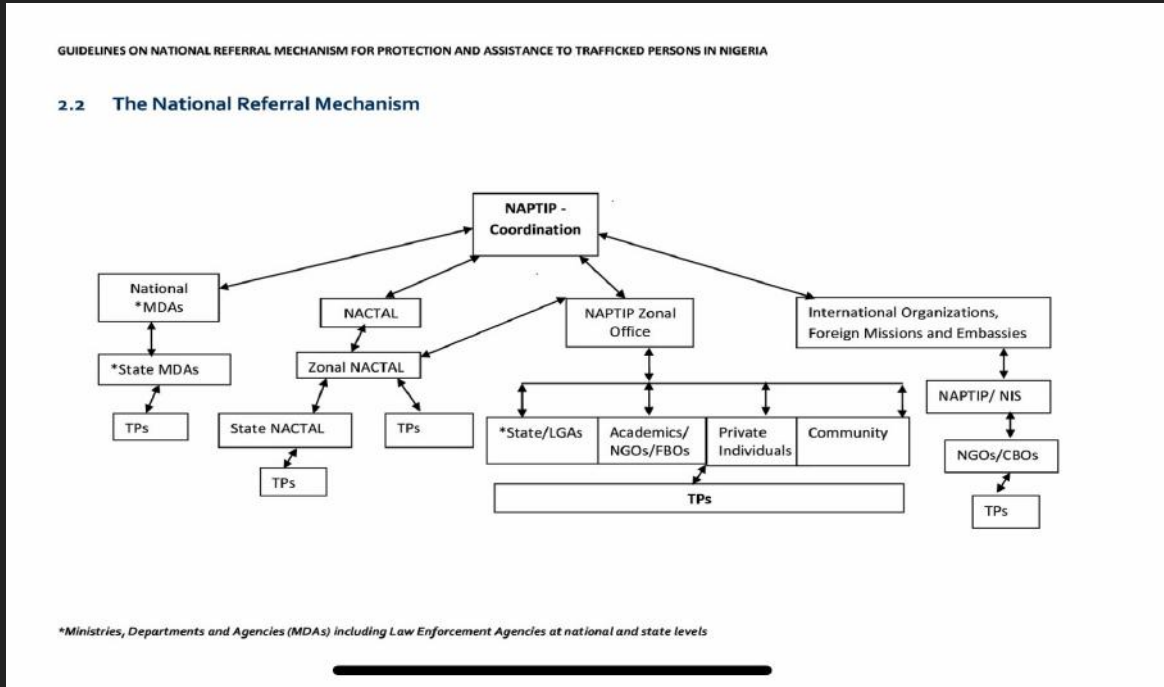 GUIDELINES ON NATIONAL REFERRAL MECHANISM FOR PROTECTION AND ASSISTANCE TO TRAFFICKED PERSONS IN NIGERIA
2.2 The National Referral Mechanism
NAPTIP -
Coordination
National
*MDAs
NACTAL
NAPTIP Zonal
Office
International Organizations,
Foreign Missions and Embassies
*State MDAs
Zonal NACTAL
NAPTIP/ NIS
TPs
State NACTAL
TPs
*State/LGAs
Academics/
NGOs/FBOs
Private
Individuals
Community
NGOs/CBOs
TPs
TPs
TPs
*Ministries, Departments and Agencies (MDAs) including Law Enforcement Agencies at national and state levels